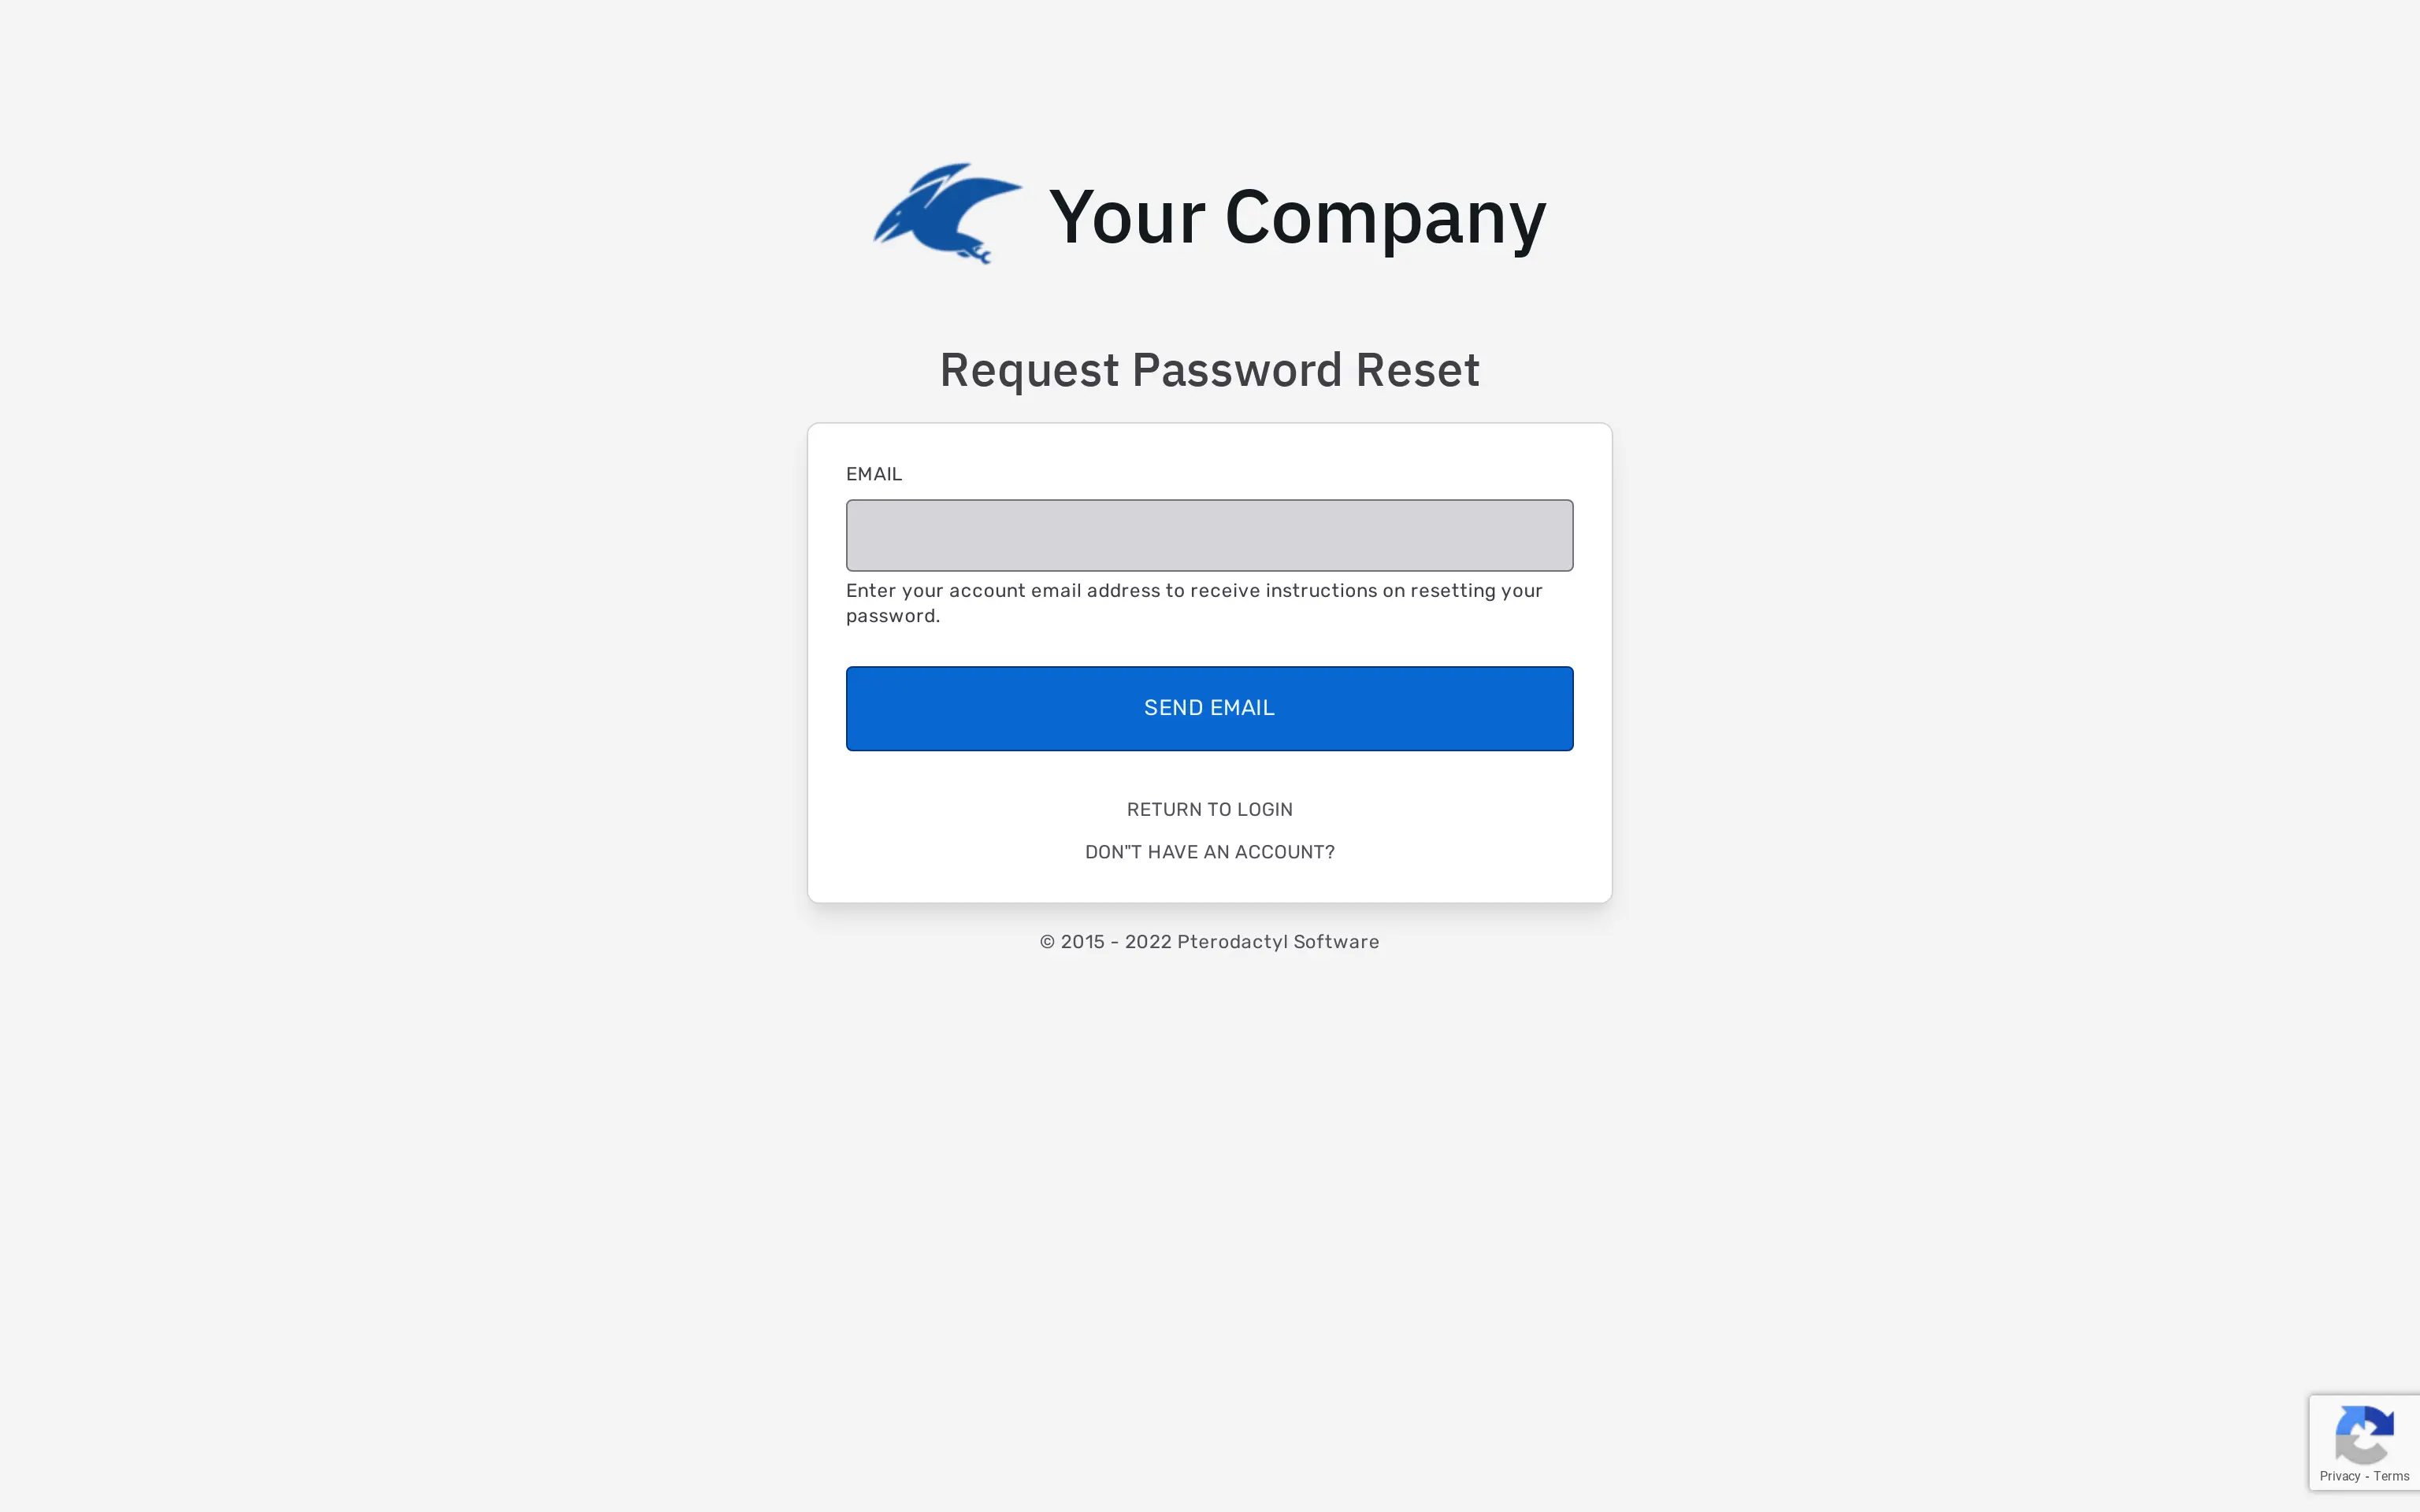 Your Company
Request Password Reset
EMAIL
Enter your account email address to receive instructions on resetting your
password.
SEND EMAIL
RETURN TO LOGIN
DON"T HAVE AN ACCOUNT?
© 2015 - 2022 Pterodactyl Software
Privacy - Terms